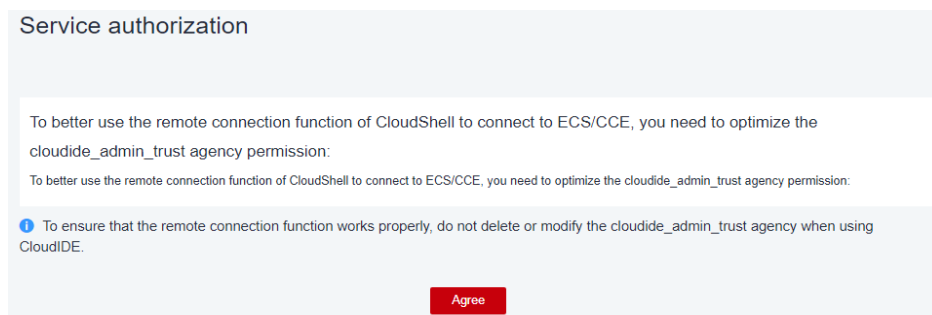 Service authorization
To better use the remote connection function of CloudShell to connect to ECS/CCE, you need to optimize the
cloudide_admin_trust agency permission:
To better use the remote connection function of CloudShell to connect to ECS/CCE, you need to optimize the cloudide_admin_trust agency permission:
To ensure that the remote connection function works properly, do not delete or modify the cloudide_admin_trust agency when using
CloudIDE.
Agree